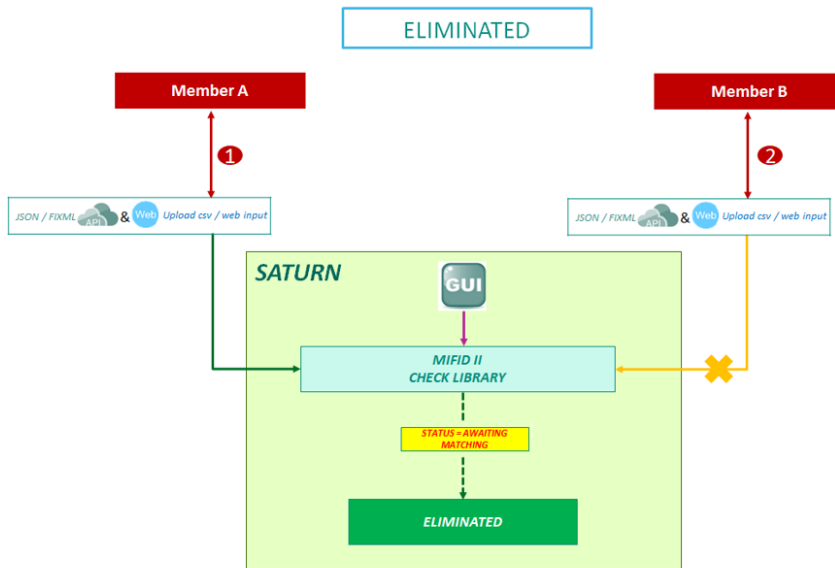 ELIMINATED
Member A
Member B
1
2
JSON / FIXML API & Web Upload csv / web input
JSON / FIXML API & Web Upload csv / web input
SATURN
GUI
MIFID II
CHECK LIBRARY
STATUS = AWAITING
MATCHING
ELIMINATED